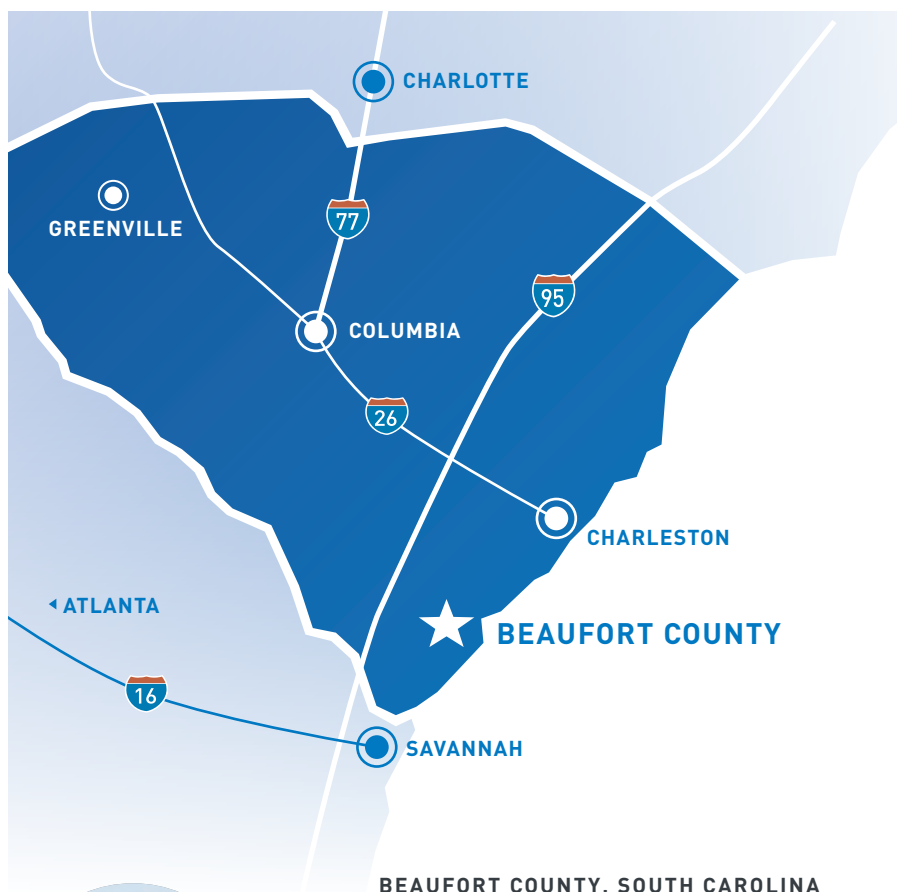 CHARLOTTE
GREENVILLE
77
95
COLUMBIA
26
CHARLESTON
ATLANTA
BEAUFORT COUNTY
16
SAVANNAH
BEAUFORT COUNTY, SOUTH CAROLINA